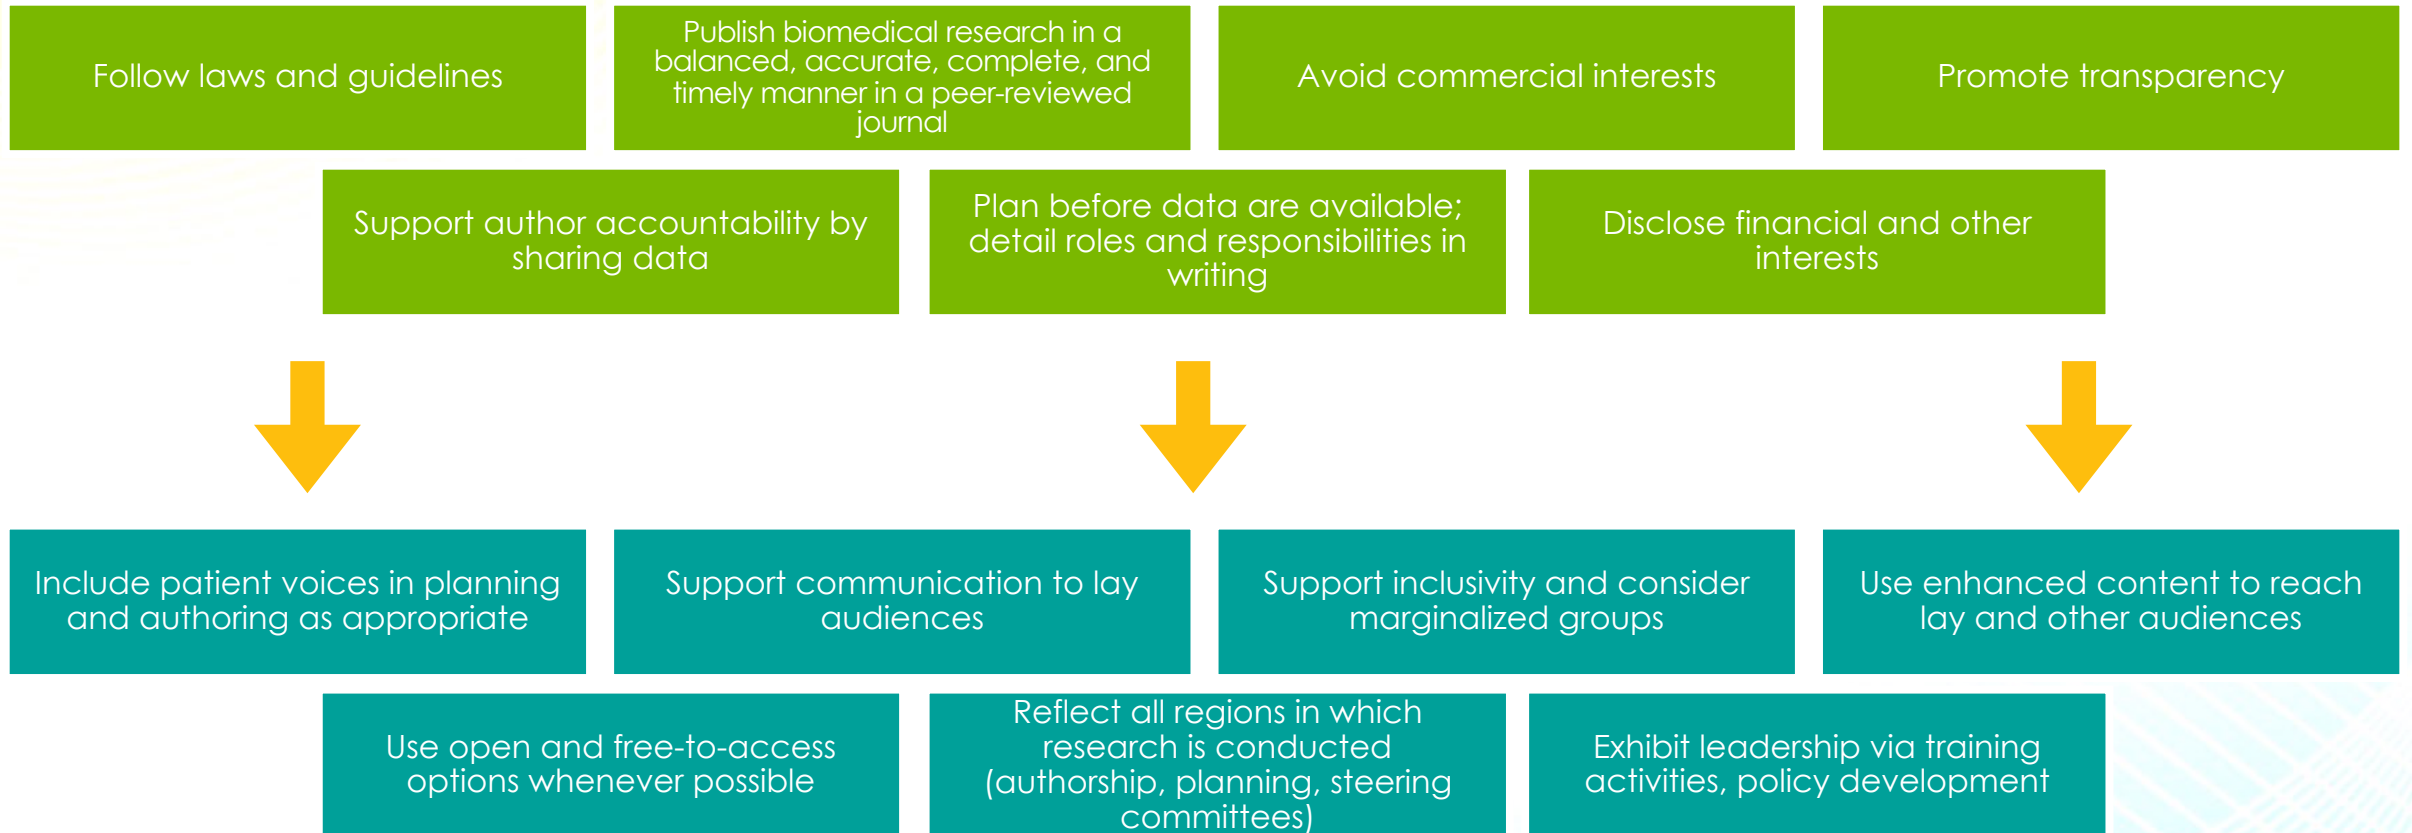 Follow laws and guidelines
Publish biomedical research in a
balanced, accurate, complete, and
timely manner in a peer-reviewed
journal
Avoid commercial interests
Promote transparency
Support author accountability by
sharing data
Plan before data are available;
detail roles and responsibilities in
writing
Disclose financial and other
interests
Include patient voices in planning
and authoring as appropriate
Support communication to lay
audiences
Support inclusivity and consider
marginalized groups
Use enhanced content to reach
lay and other audiences
Use open and free-to-access
options whenever possible
Reflect all regions in which
research is conducted
(authorship, planning, steering
committees)
Exhibit leadership via training
activities, policy development